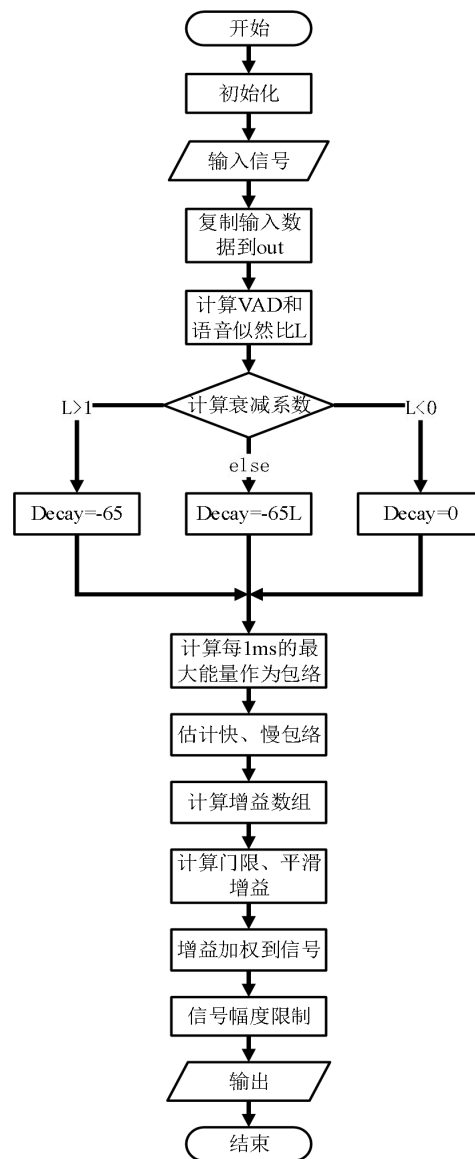 开始
初始化
输入信号
复制输入数
据到out
计算VAD和
语音似然比L
计算衰减系数
L>1
L<0
else
Decay=-65
Decay=-65L
Decay=0
计算每1ms的最
大能量作为包络
估计快、慢包络
计算增益数组
计算门限、平滑
增益
增益加权到信号
信号幅度限制
输出
结束